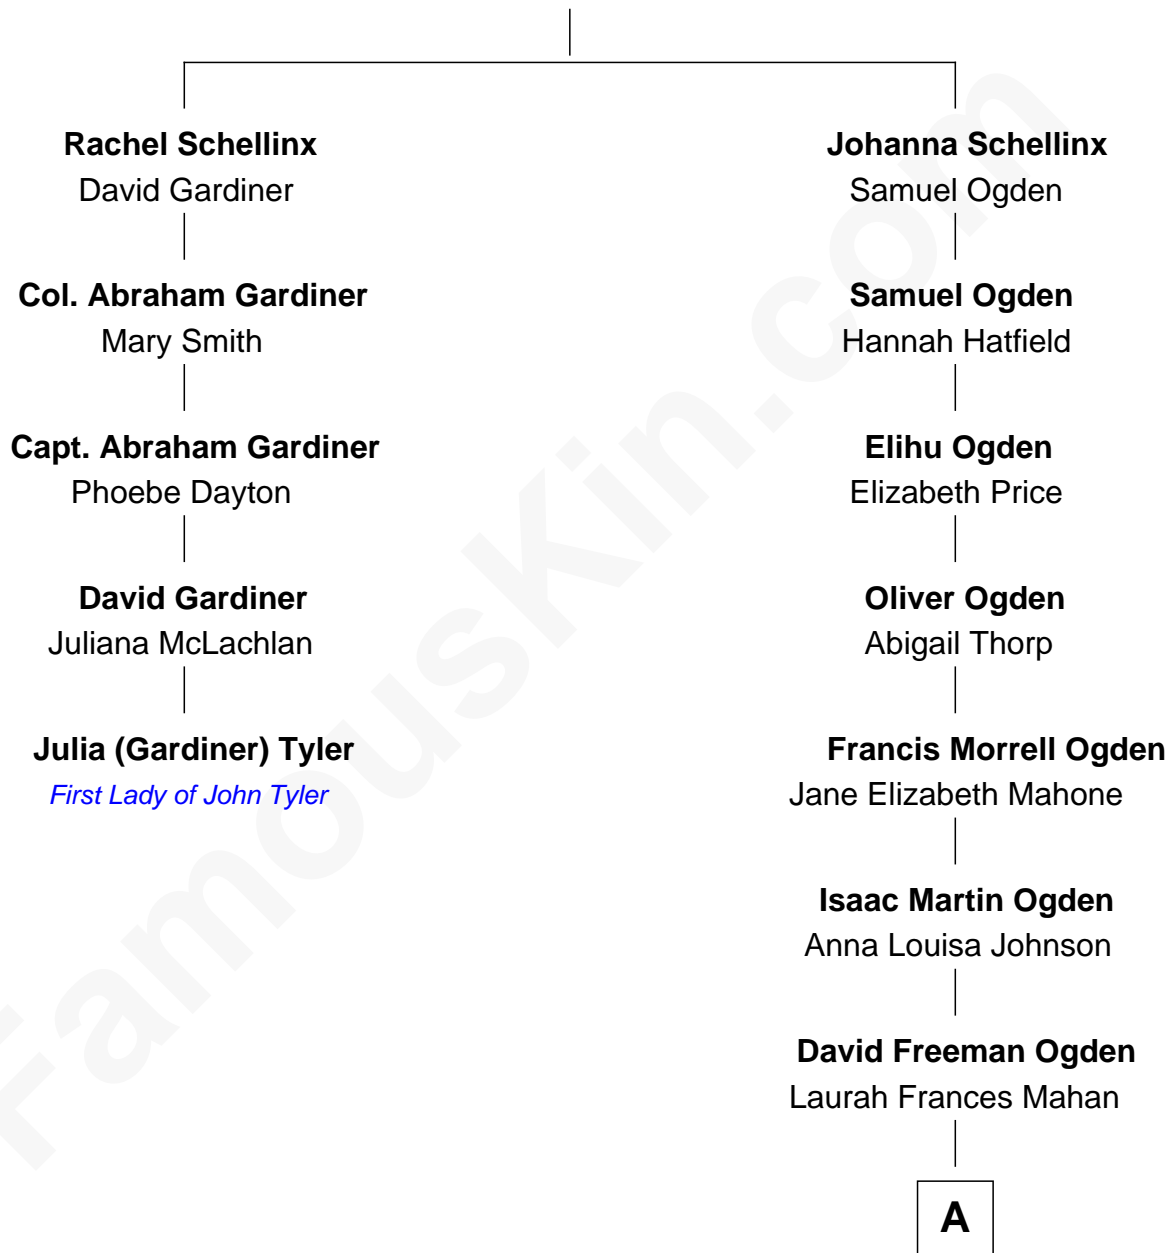 Rachel Schellinx
David Gardiner
Col. Abraham Gardiner
Mary Smith
Capt. Abraham Gardiner
Phoebe Dayton
David Gardiner
Juliana McLachlan
Julia (Gardiner) Tyler
First Lady of John Tyler
Johanna Schellinx
Samuel Ogden
Samuel Ogden
Hannah Hatfield
Elihu Ogden
Elizabeth Price
Oliver Ogden
Abigail Thorp
Francis Morrell Ogden
Jane Elizabeth Mahone
Isaac Martin Ogden
Anna Louisa Johnson
David Freeman Ogden
Laurah Frances Mahan
A
FamousKin.com